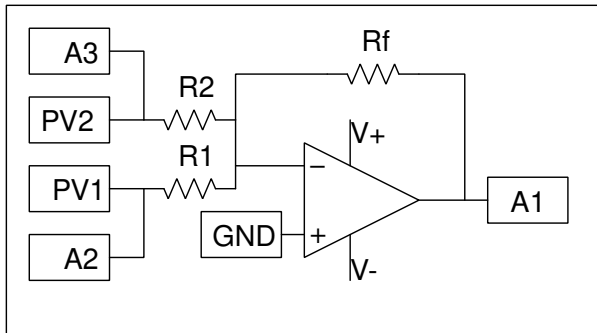 A3
Rf
R2
PV2
V+
R1
−
PV1
A1
GND
+
A2
V-